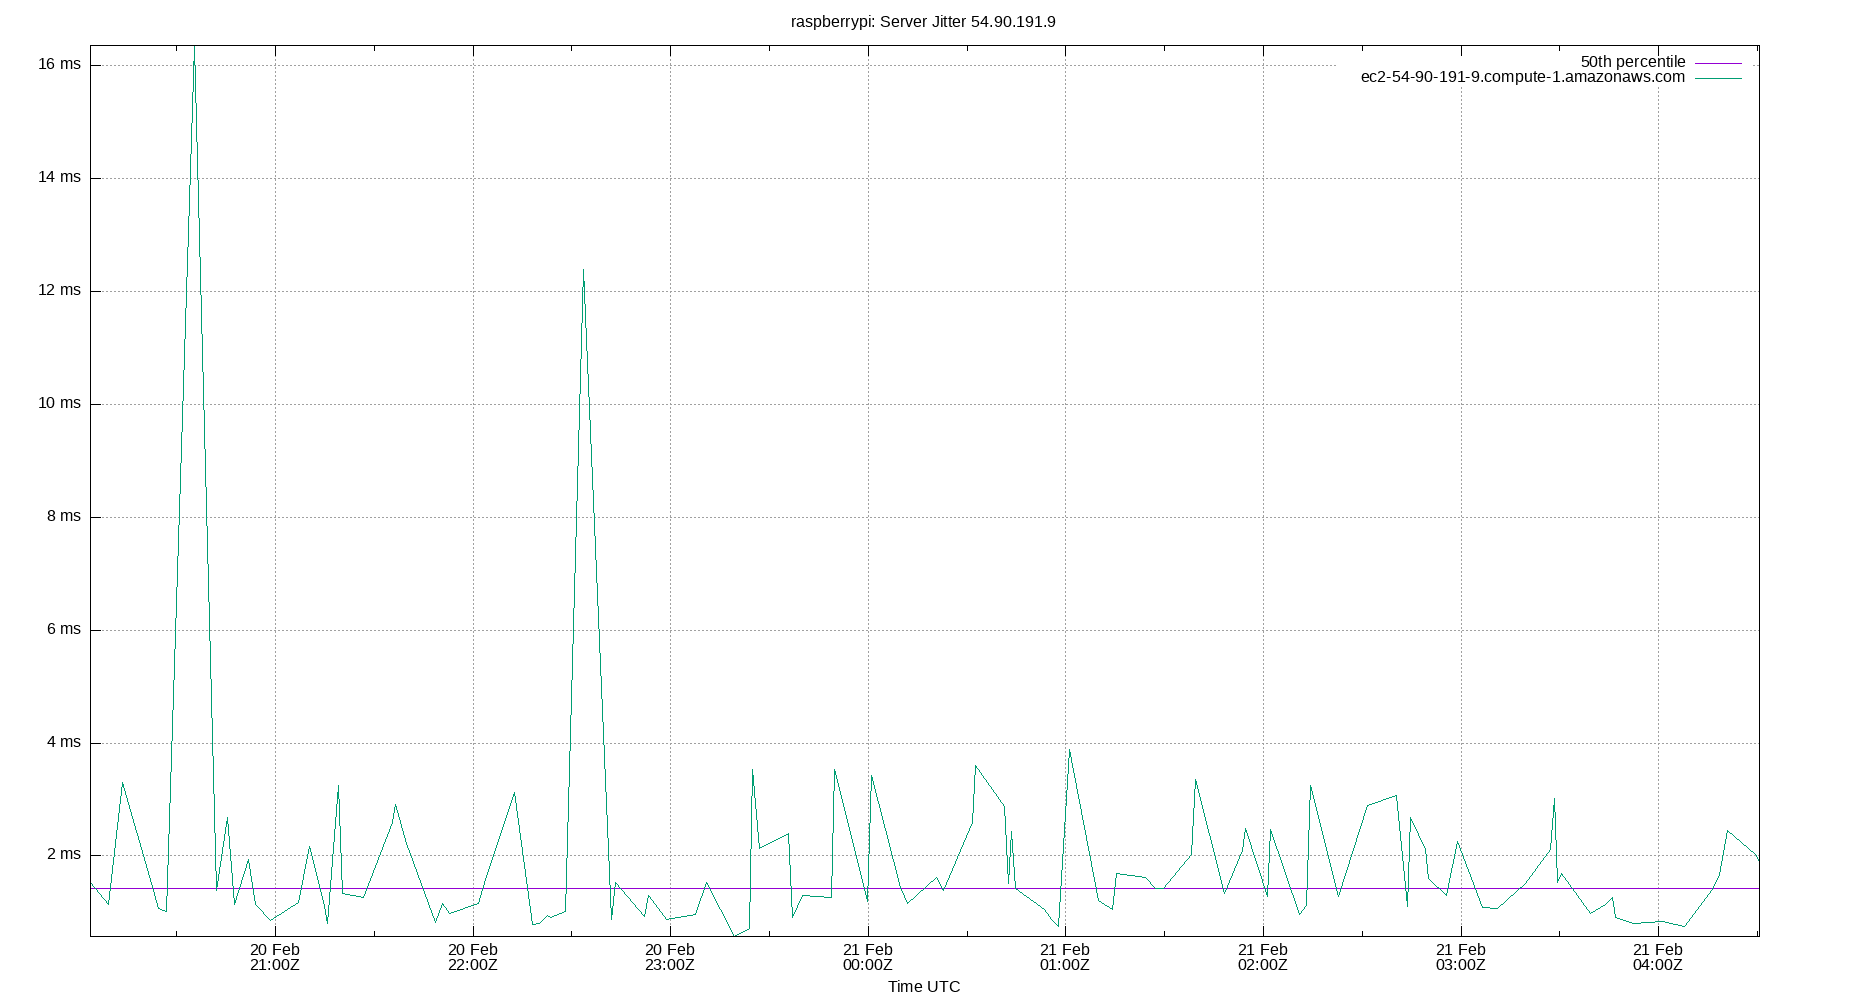 raspberrypi: Server Jitter 54.90.191.9
50th percentile
ec2-54-90-191-9.compute-1.amazonaws.com
16 ms
14 ms
12 ms
10 ms
8 ms
6 ms
4 ms
2 ms
20 Feb
21:00Z
20 Feb
22:00Z
20 Feb
23:00Z
21 Feb
00:00Z
21 Feb
01:00Z
21 Feb
02:00Z
21 Feb
03:00Z
21 Feb
04:00Z
Time UTC